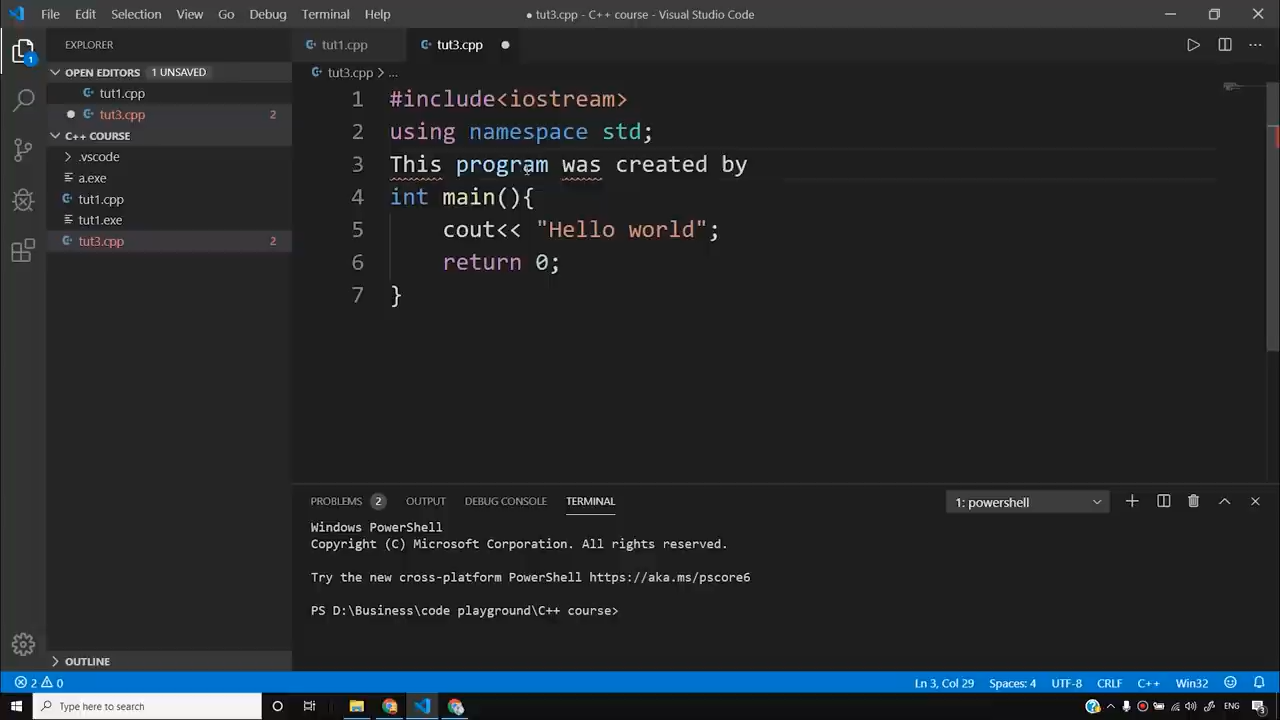 File Edit Selection View Go Debug Terminal Help
● tut3.cpp - C++ course - Visual Studio Code
EXPLORER
tut1.cpp
tut3.cpp
OPEN EDITORS 1 UNSAVED
tut3.cpp > ...
tut1.cpp
tut3.cpp 2
C++ COURSE
.vscode
a.exe
tut1.cpp
tut1.exe
tut3.cpp 2
OUTLINE
1 #include<iostream>
2 using namespace std;
3 This program was created by
4 int main(){
5 cout<< "Hello world";
6 return 0;
7 }
PROBLEMS 2 OUTPUT DEBUG CONSOLE TERMINAL 1: powershell
Windows PowerShell
Copyright (C) Microsoft Corporation. All rights reserved.
Try the new cross-platform PowerShell https://aka.ms/pscore6
PS D:\Business\code playground\C++ course>
1
2 0 Ln 3, Col 29 Spaces: 4 UTF-8 CRLF C++ Win32
Type here to search ENG